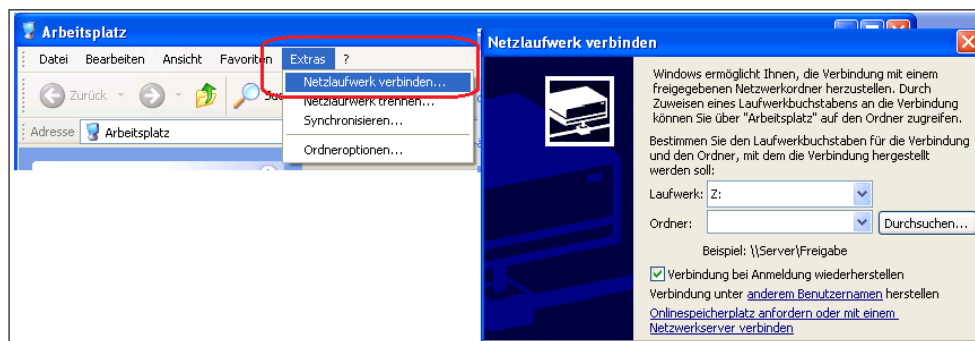 Arbeitsplatz
Datei Bearbeiten Ansicht Favoriten Extras ?
Zurück
Adresse Arbeitsplatz
Netzlaufwerk verbinden...
Netzlaufwerk trennen...
Synchronisieren...
Ordneroptionen...
Netzlaufwerk verbinden
Windows ermöglicht Ihnen, die Verbindung mit einem
freigegebenen Netzwerkordner herzustellen. Durch
Zuweisen eines Laufwerkbuchstabens an die Verbindung
können Sie über "Arbeitsplatz" auf den Ordner zugreifen.
Bestimmen Sie den Laufwerkbuchstaben für die Verbindung
und den Ordner, mit dem die Verbindung hergestellt
werden soll:
Laufwerk: Z:
Ordner: Durchsuchen...
Beispiel: \\Server\Freigabe
Verbindung bei Anmeldung wiederherstellen
Verbindung unter anderem Benutzernamen herstellen
Onlinespeicherplatz anfordern oder mit einem
Netzwerkserver verbinden